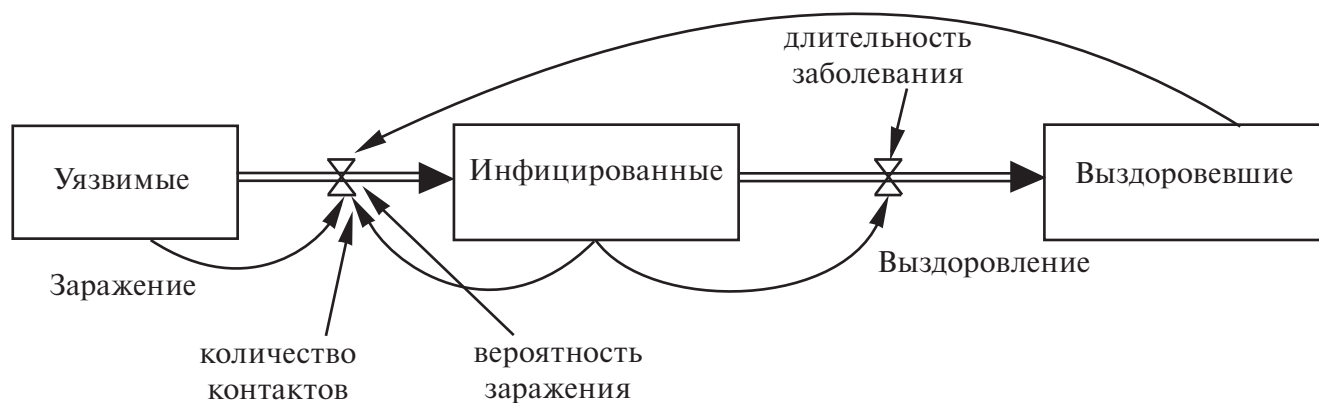 длительность
заболевания
Уязвимые
Инфицированные
Выздоровевшие
Заражение
Выздоровление
количество
контактов
вероятность
заражения